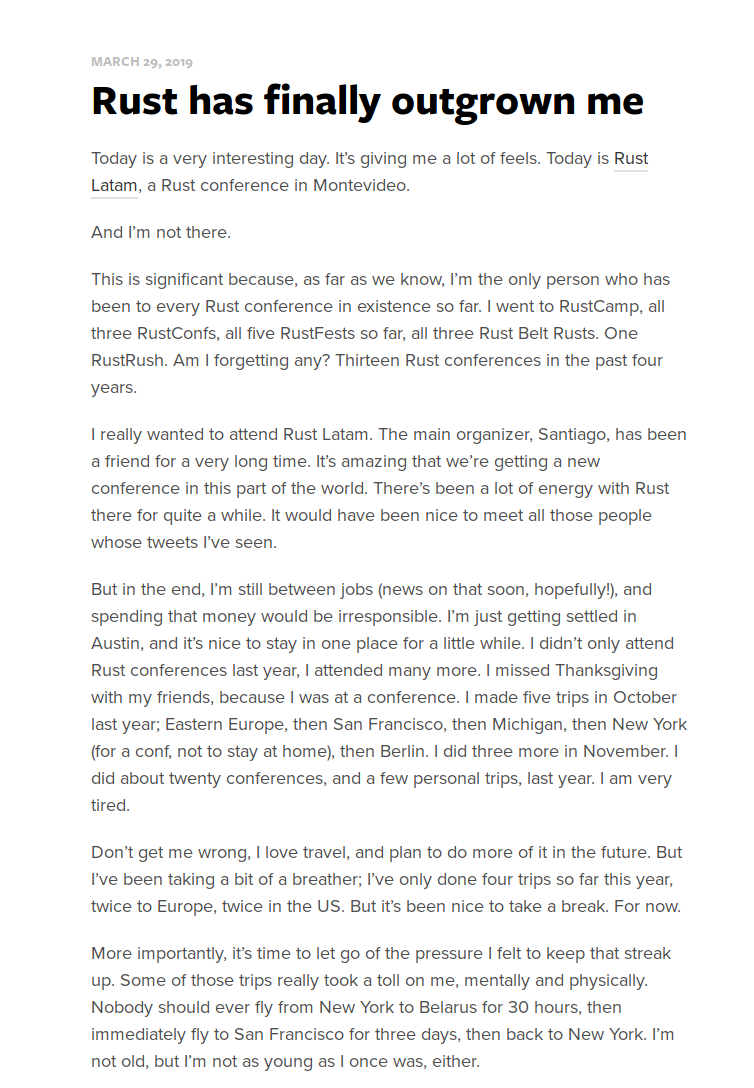 MARCH 29, 2019
Rust has finally outgrown me
Today is a very interesting day. It’s giving me a lot of feels. Today is Rust
Latam, a Rust conference in Montevideo.
And I’m not there.
This is significant because, as far as we know, I’m the only person who has
been to every Rust conference in existence so far. I went to RustCamp, all
three RustConfs, all five RustFests so far, all three Rust Belt Rusts. One
RustRush. Am I forgetting any? Thirteen Rust conferences in the past four
years.
I really wanted to attend Rust Latam. The main organizer, Santiago, has been
a friend for a very long time. It’s amazing that we’re getting a new
conference in this part of the world. There’s been a lot of energy with Rust
there for quite a while. It would have been nice to meet all those people
whose tweets I’ve seen.
But in the end, I’m still between jobs (news on that soon, hopefully!), and
spending that money would be irresponsible. I’m just getting settled in
Austin, and it’s nice to stay in one place for a little while. I didn’t only attend
Rust conferences last year, I attended many more. I missed Thanksgiving
with my friends, because I was at a conference. I made five trips in October
last year; Eastern Europe, then San Francisco, then Michigan, then New York
(for a conf, not to stay at home), then Berlin. I did three more in November. I
did about twenty conferences, and a few personal trips, last year. I am very
tired.
Don’t get me wrong, I love travel, and plan to do more of it in the future. But
I’ve been taking a bit of a breather; I’ve only done four trips so far this year,
twice to Europe, twice in the US. But it’s been nice to take a break. For now.
More importantly, it’s time to let go of the pressure I felt to keep that streak
up. Some of those trips really took a toll on me, mentally and physically.
Nobody should ever fly from New York to Belarus for 30 hours, then
immediately fly to San Francisco for three days, then back to New York. I’m
not old, but I’m not as young as I once was, either.